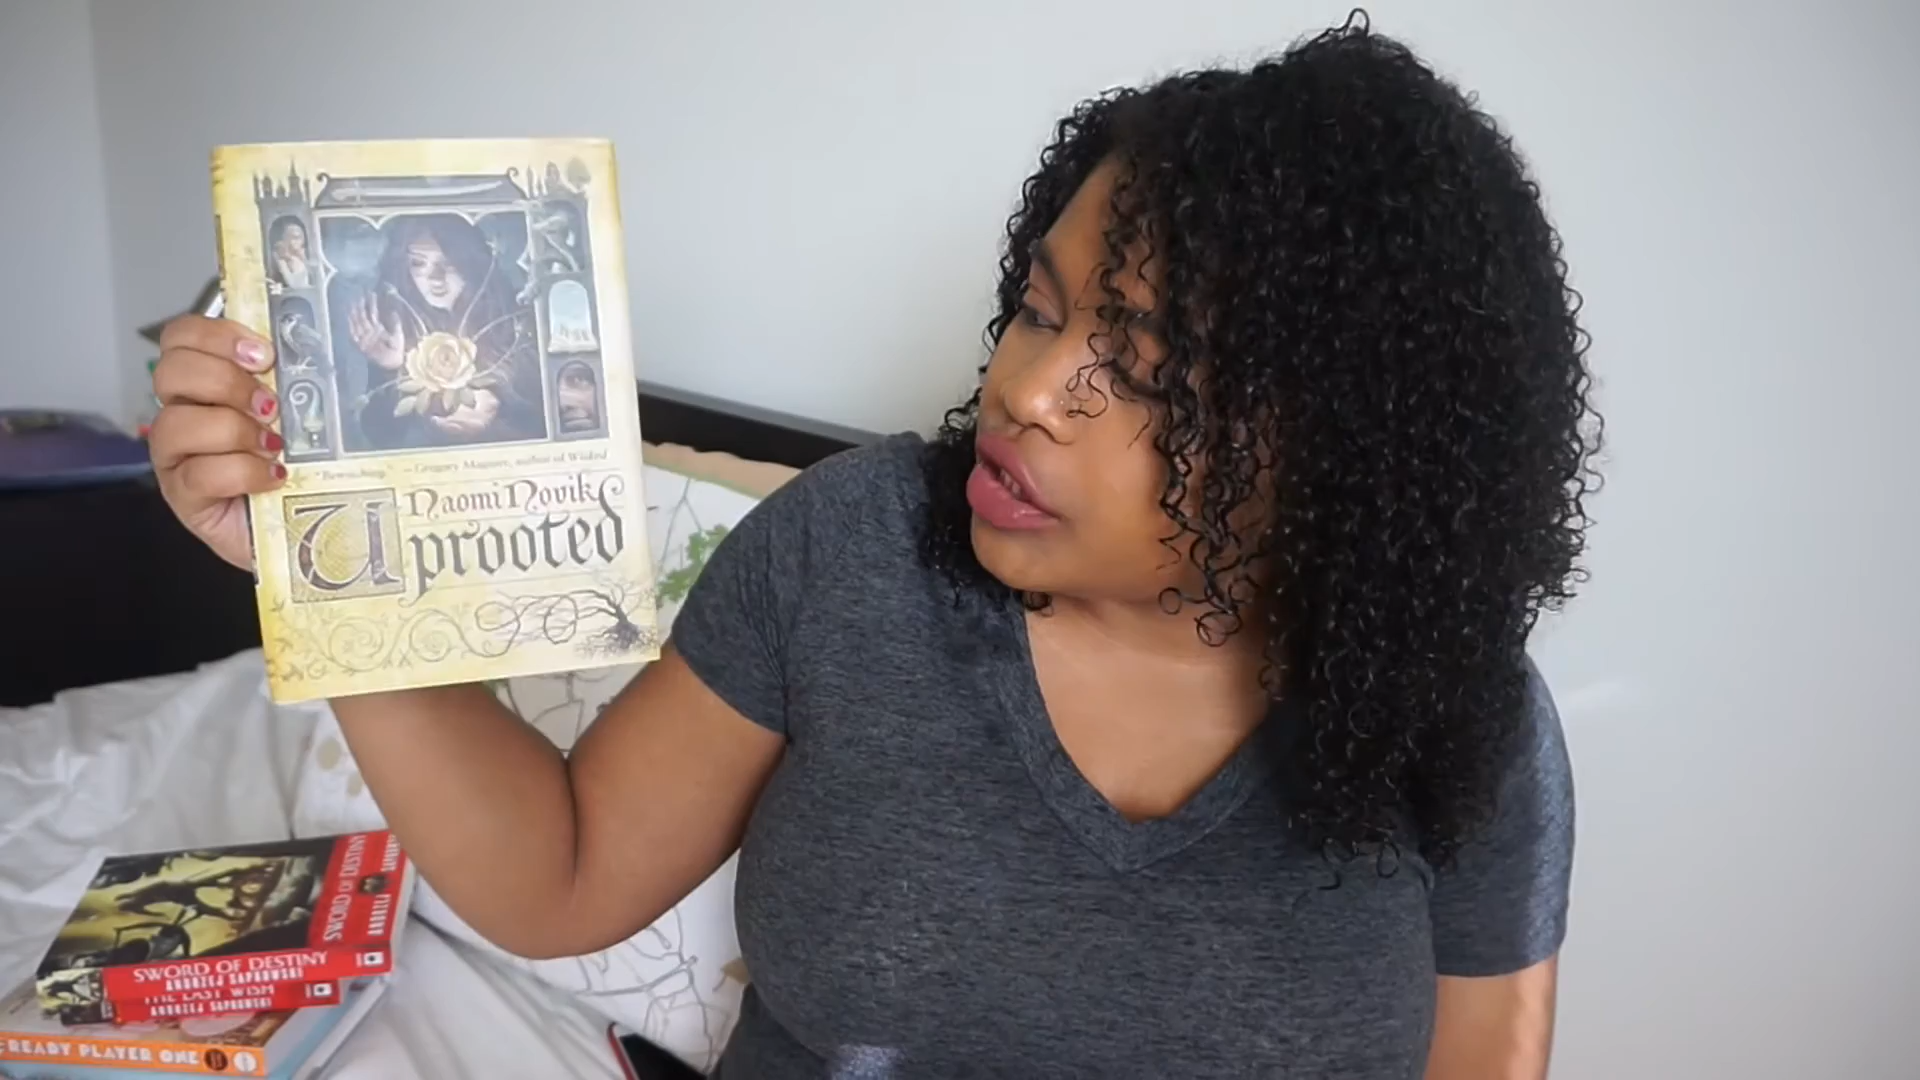 "Bewitching." —Gregory Maguire, author of Wicked
Naomi Novik
Uprooted
SWORD OF DESTINY
ANDRZEJ
SWORD OF DESTINY
ANDRZEJ SAPKOWSKI
THE LAST WISH
ANDRZEJ SAPKOWSKI
READY PLAYER ONE